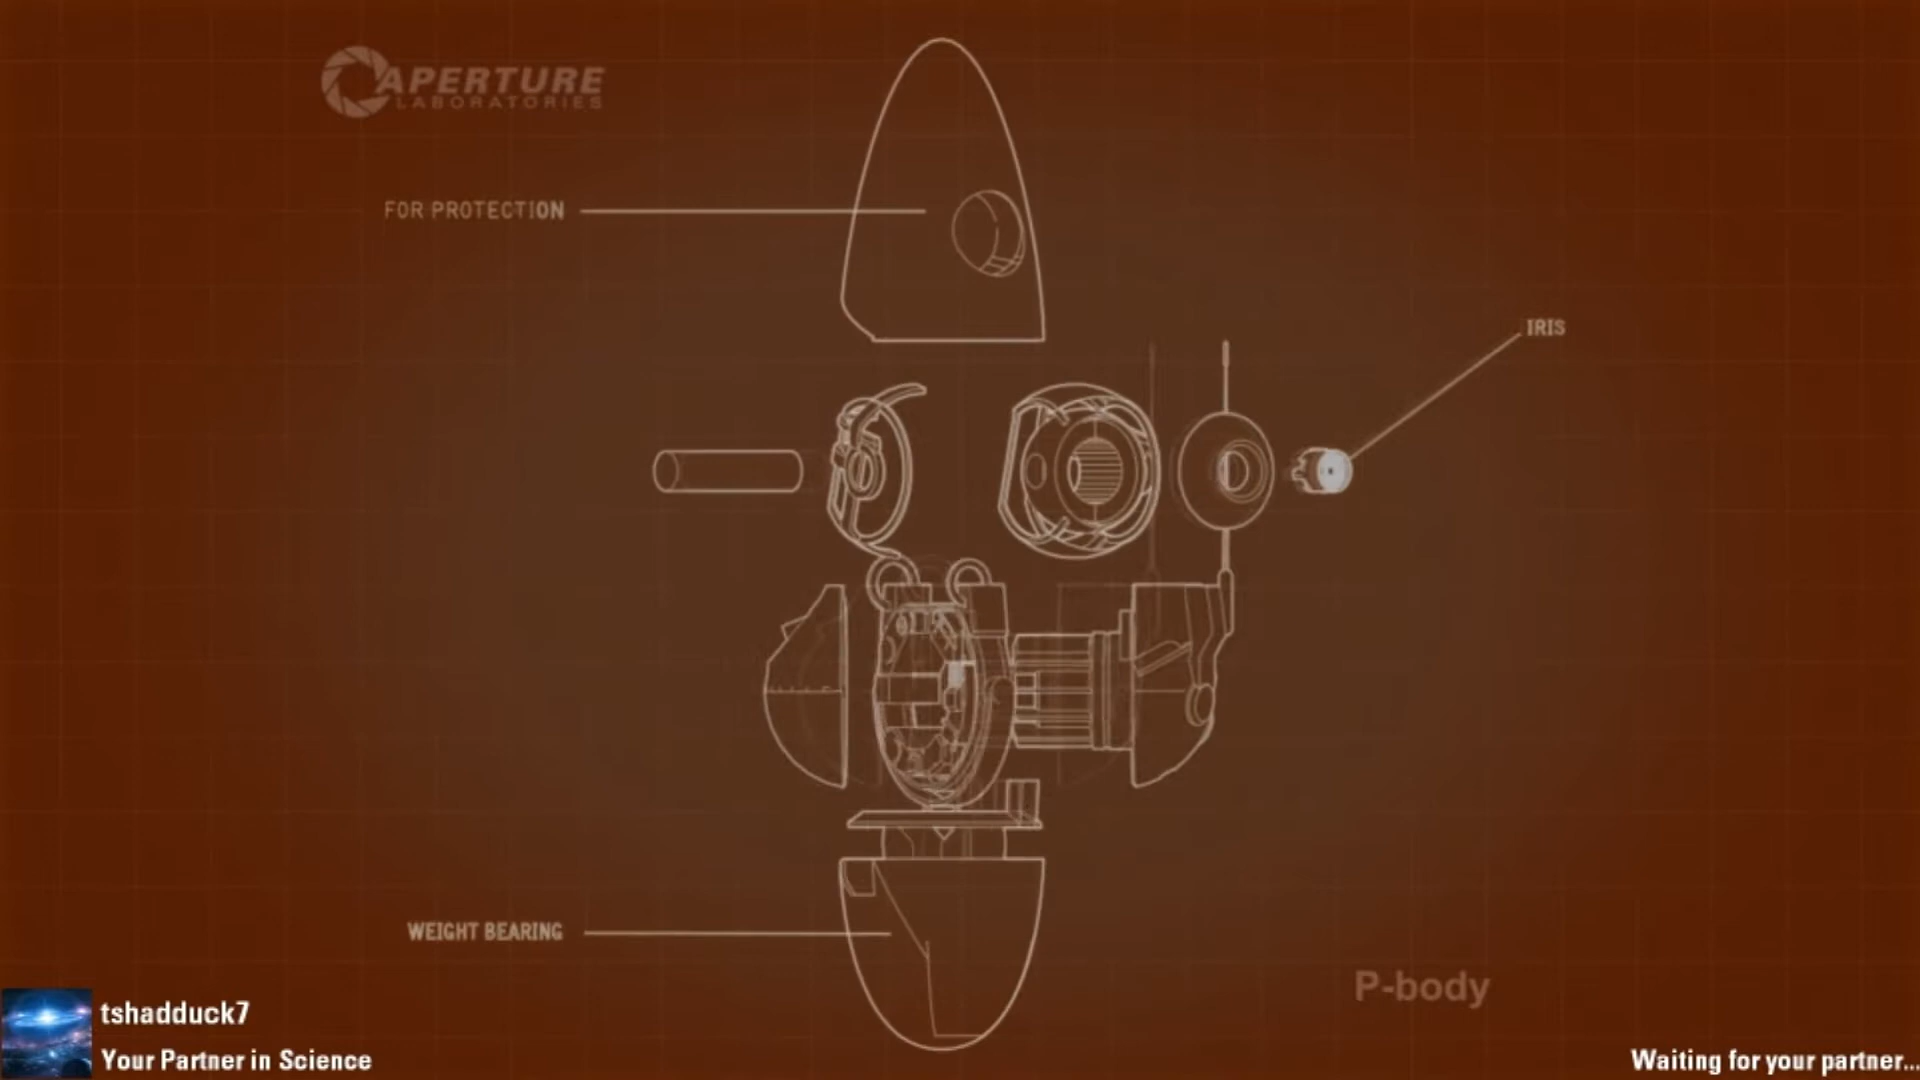 APERTURE
LABORATORIES
FOR PROTECTION
IRIS
WEIGHT BEARING
P-body
tshadduck7
Your Partner in Science
Waiting for your partner...